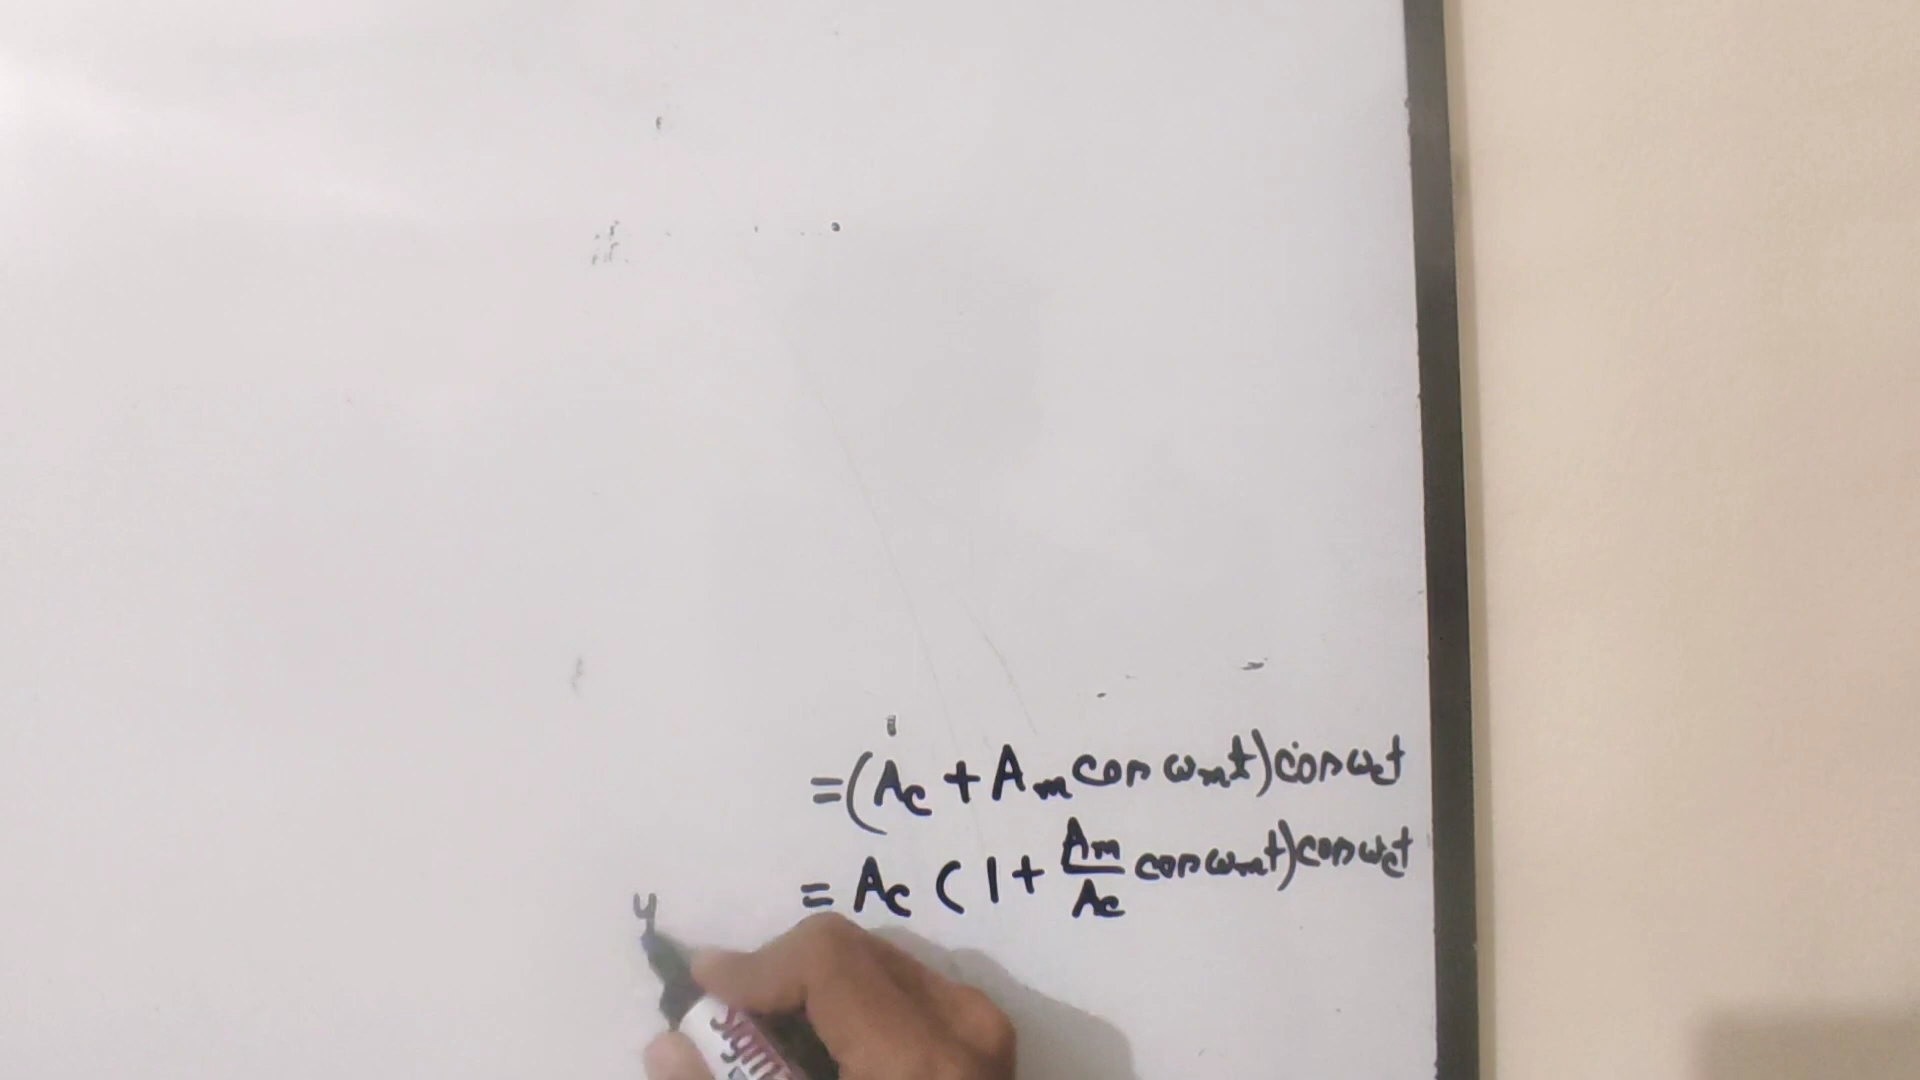 =(Ac + Am cos ωmt) cos ωct
= Ac (1 + Am/Ac cos ωmt) cos ωct
y